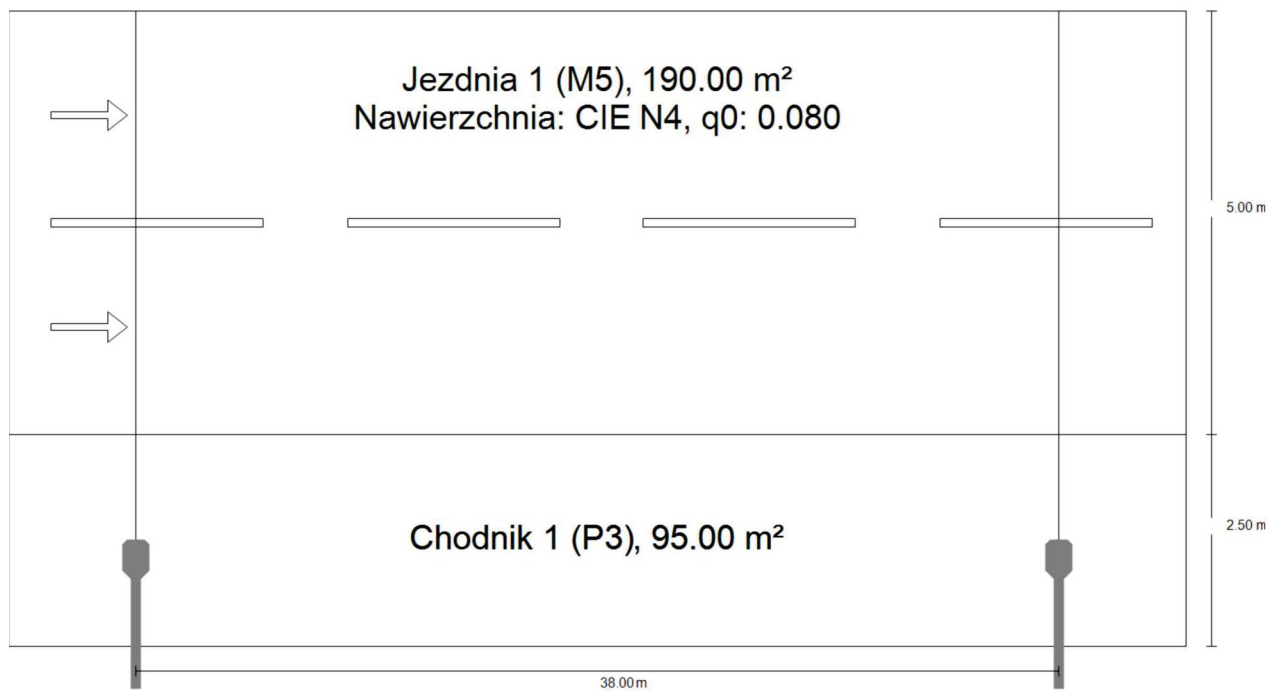 Jezdnia 1 (M5), 190.00 m²
Nawierzchnia: CIE N4, q0: 0.080
5.00 m
Chodnik 1 (P3), 95.00 m²
2.50 m
38.00 m